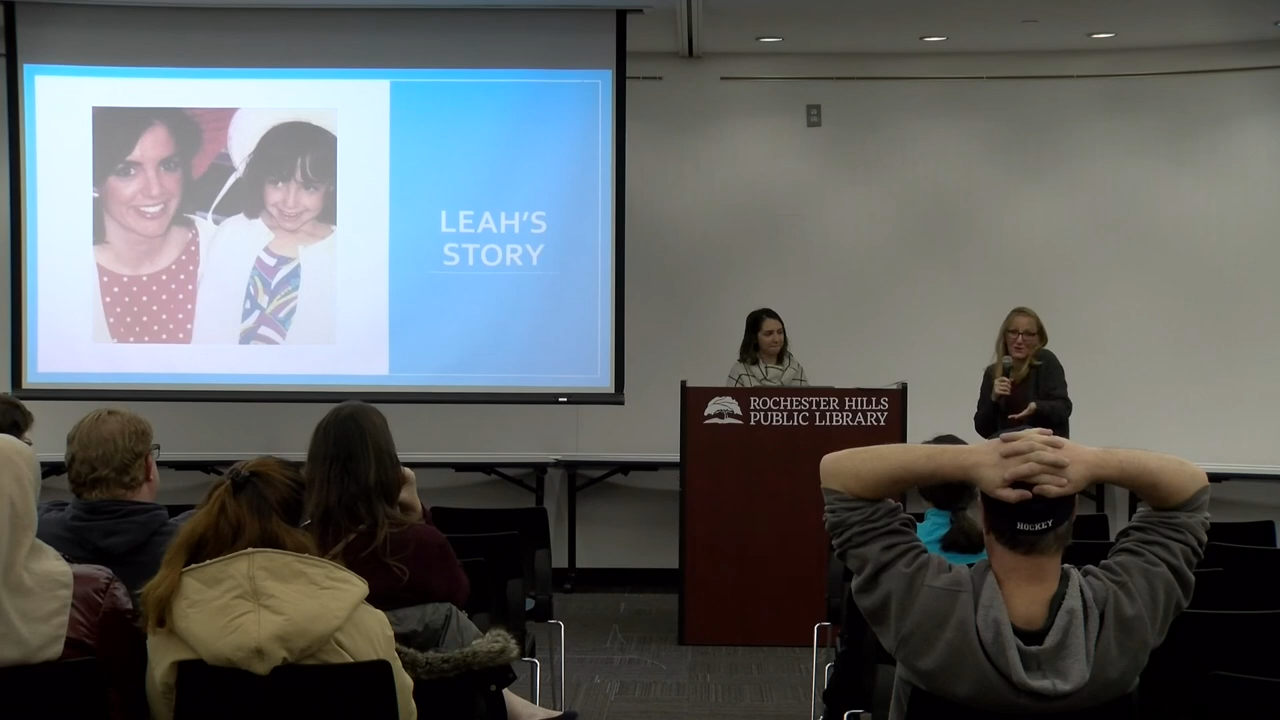 LEAH'S
STORY
ROCHESTER HILLS
PUBLIC LIBRARY
HOCKEY